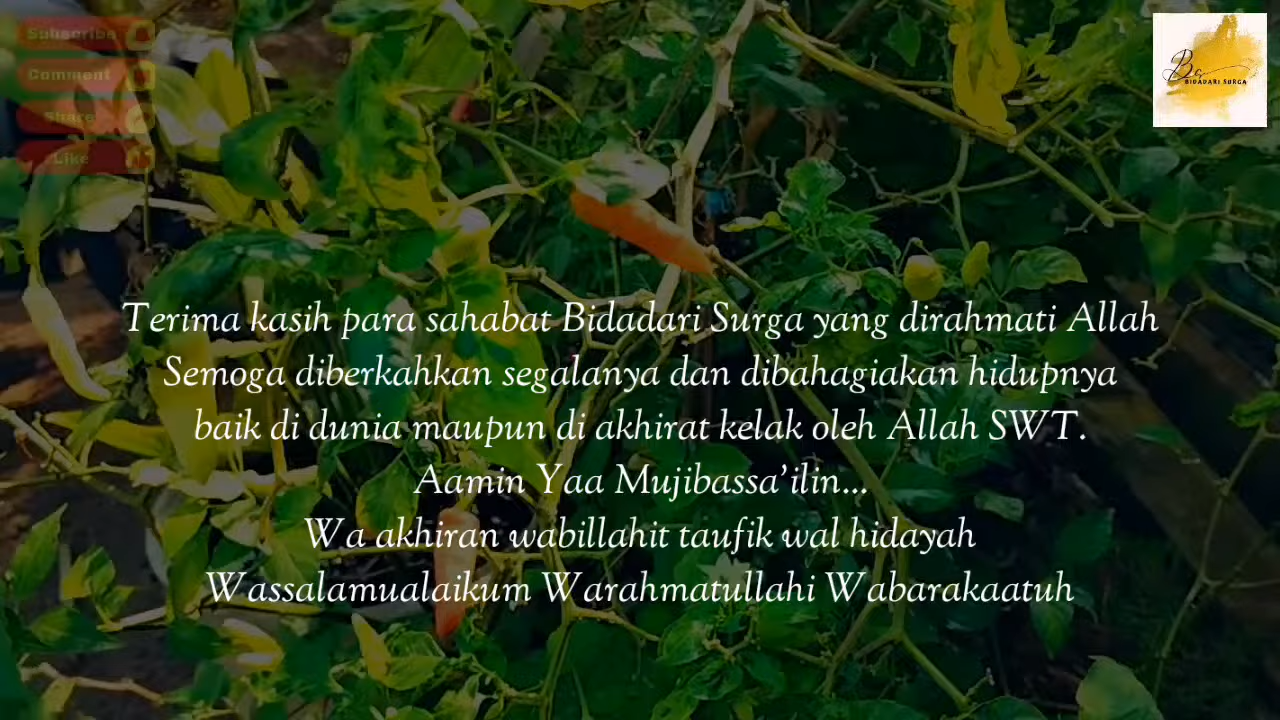 Subscribe
Comment
Share
Like
BIDADARI SURGA
Terima kasih para sahabat Bidadari Surga yang dirahmati Allah
Semoga diberkahkan segalanya dan dibahagiakan hidupnya
baik di dunia maupun di akhirat kelak oleh Allah SWT.
Aamin Yaa Mujibassa'ilin...
Wa akhiran wabillahit taufik wal hidayah
Wassalamualaikum Warahmatullahi Wabarakaatuh